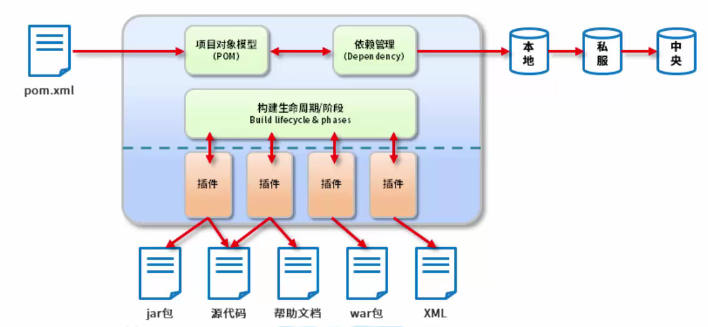 项目对象模型
(POM)
依赖管理
(Dependency)
本地
私服
中央
pom.xml
构建生命周期/阶段
Build lifecycle & phases
插件
插件
插件
插件
jar包
源代码
帮助文档
war包
XML